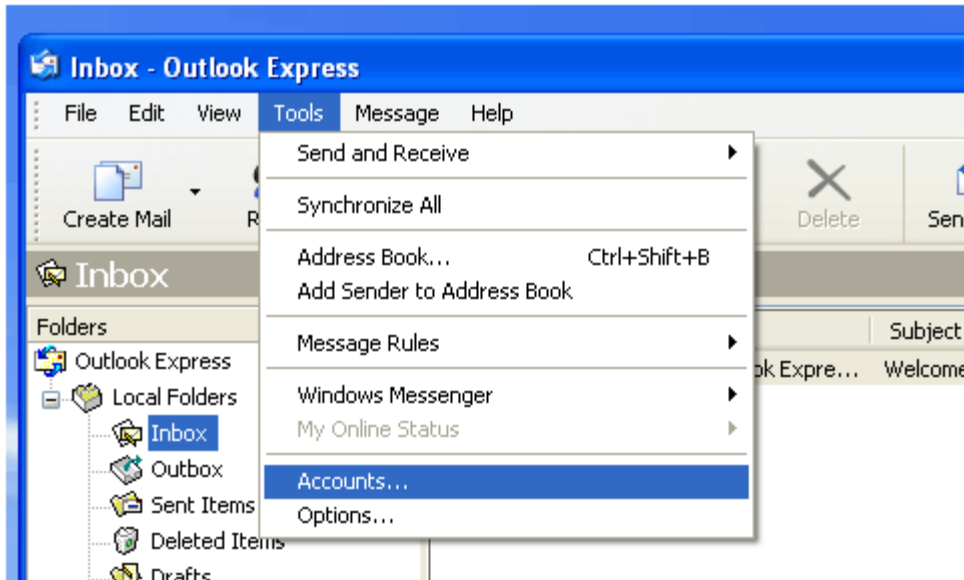 Inbox - Outlook Express
File Edit View Tools Message Help
Send and Receive
Create Mail
Delete
Synchronize All
Address Book... Ctrl+Shift+B
Add Sender to Address Book
Inbox
Folders
Message Rules
Subject
Outlook Express
Welcome
Local Folders
Windows Messenger
Inbox
My Online Status
Outbox
Accounts...
Sent Items
Options...
Deleted Items
Drafts